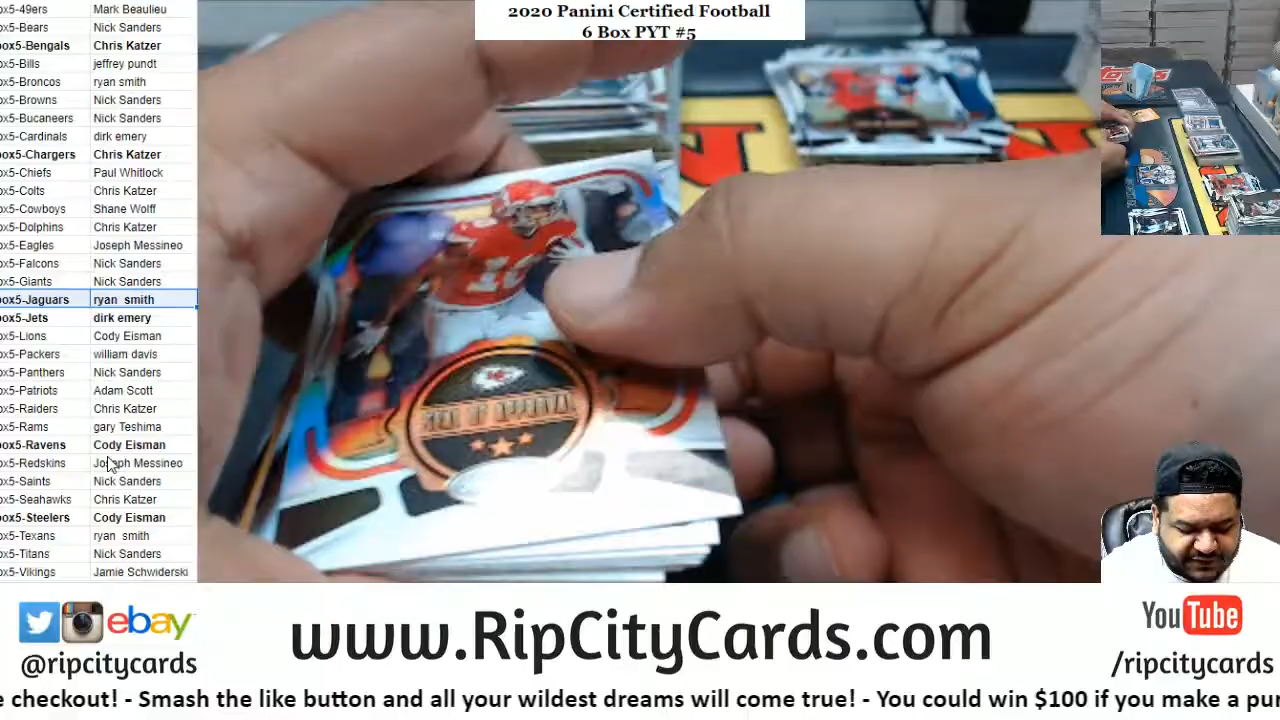 2020 Panini Certified Football
6 Box PYT #5
ox5-49ers Mark Beaulieu
ox5-Bears Nick Sanders
ox5-Bengals Chris Katzer
ox5-Bills jeffrey pundt
ox5-Broncos ryan smith
ox5-Browns Nick Sanders
ox5-Bucaneers Nick Sanders
ox5-Cardinals dirk emery
ox5-Chargers Chris Katzer
ox5-Chiefs Paul Whitlock
ox5-Colts Chris Katzer
ox5-Cowboys Shane Wolff
ox5-Dolphins Chris Katzer
ox5-Eagles Joseph Messineo
ox5-Falcons Nick Sanders
ox5-Giants Nick Sanders
ox5-Jaguars ryan smith
ox5-Jets dirk emery
ox5-Lions Cody Eisman
ox5-Packers william davis
ox5-Panthers Nick Sanders
ox5-Patriots Adam Scott
ox5-Raiders Chris Katzer
ox5-Rams gary Teshima
ox5-Ravens Cody Eisman
ox5-Redskins Joseph Messineo
ox5-Saints Nick Sanders
ox5-Seahawks Chris Katzer
ox5-Steelers Cody Eisman
ox5-Texans ryan smith
ox5-Titans Nick Sanders
ox5-Vikings Jamie Schwiderski
10
topps
ebay
@ripcitycards
www.RipCityCards.com
YouTube
/ripcitycards
e checkout! - Smash the like button and all your wildest dreams will come true! - You could win $100 if you make a pu